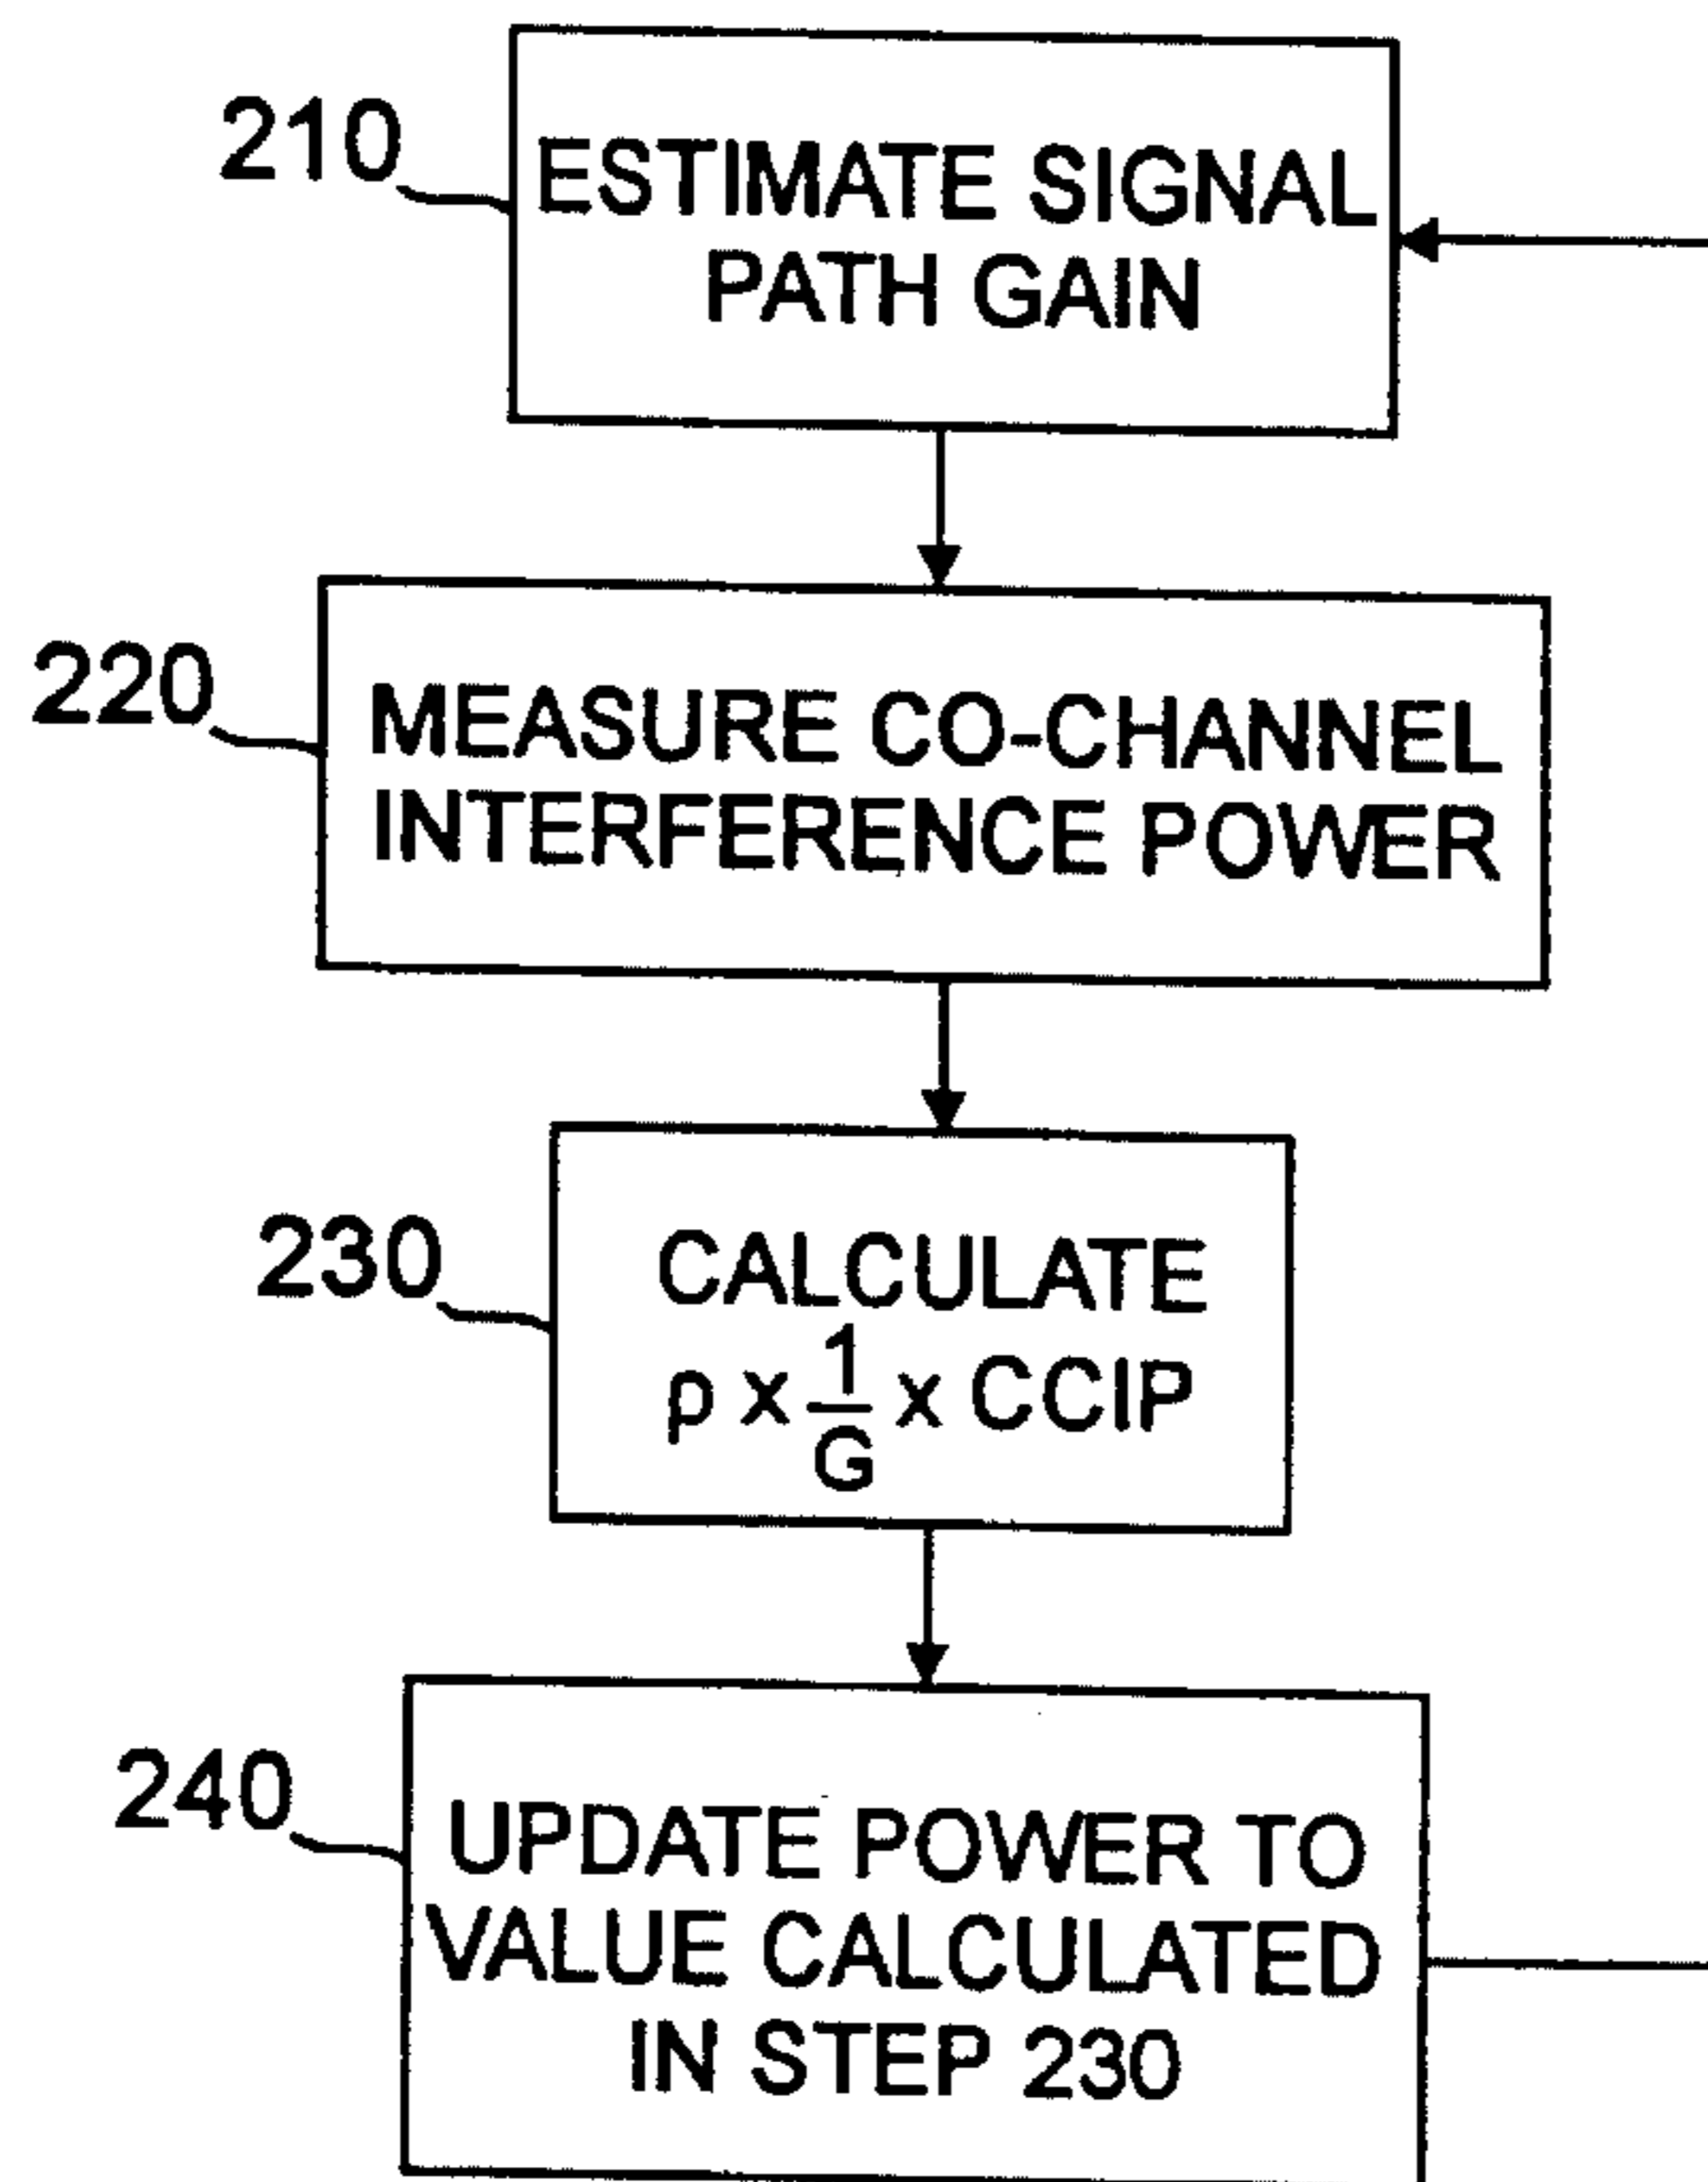 210
ESTIMATE SIGNAL
PATH GAIN
220
MEASURE CO-CHANNEL
INTERFERENCE POWER
230
CALCULATE
ρ x 1/G x CCIP
240
UPDATE POWER TO
VALUE CALCULATED
IN STEP 230